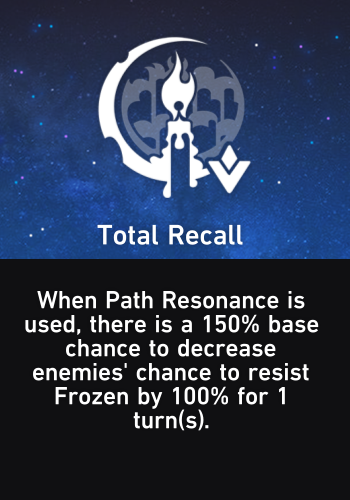 Total Recall
When Path Resonance is
used, there is a 150% base
chance to decrease
enemies' chance to resist
Frozen by 100% for 1
turn(s).